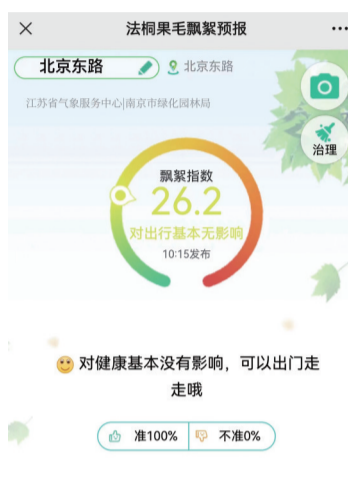 法桐果毛飘絮预报
北京东路
北京东路
江苏省气象服务中心|南京市绿化园林局
治理
飘絮指数
26.2
对出行基本无影响
10:15发布
对健康基本没有影响，可以出门走
走哦
准100%
不准0%